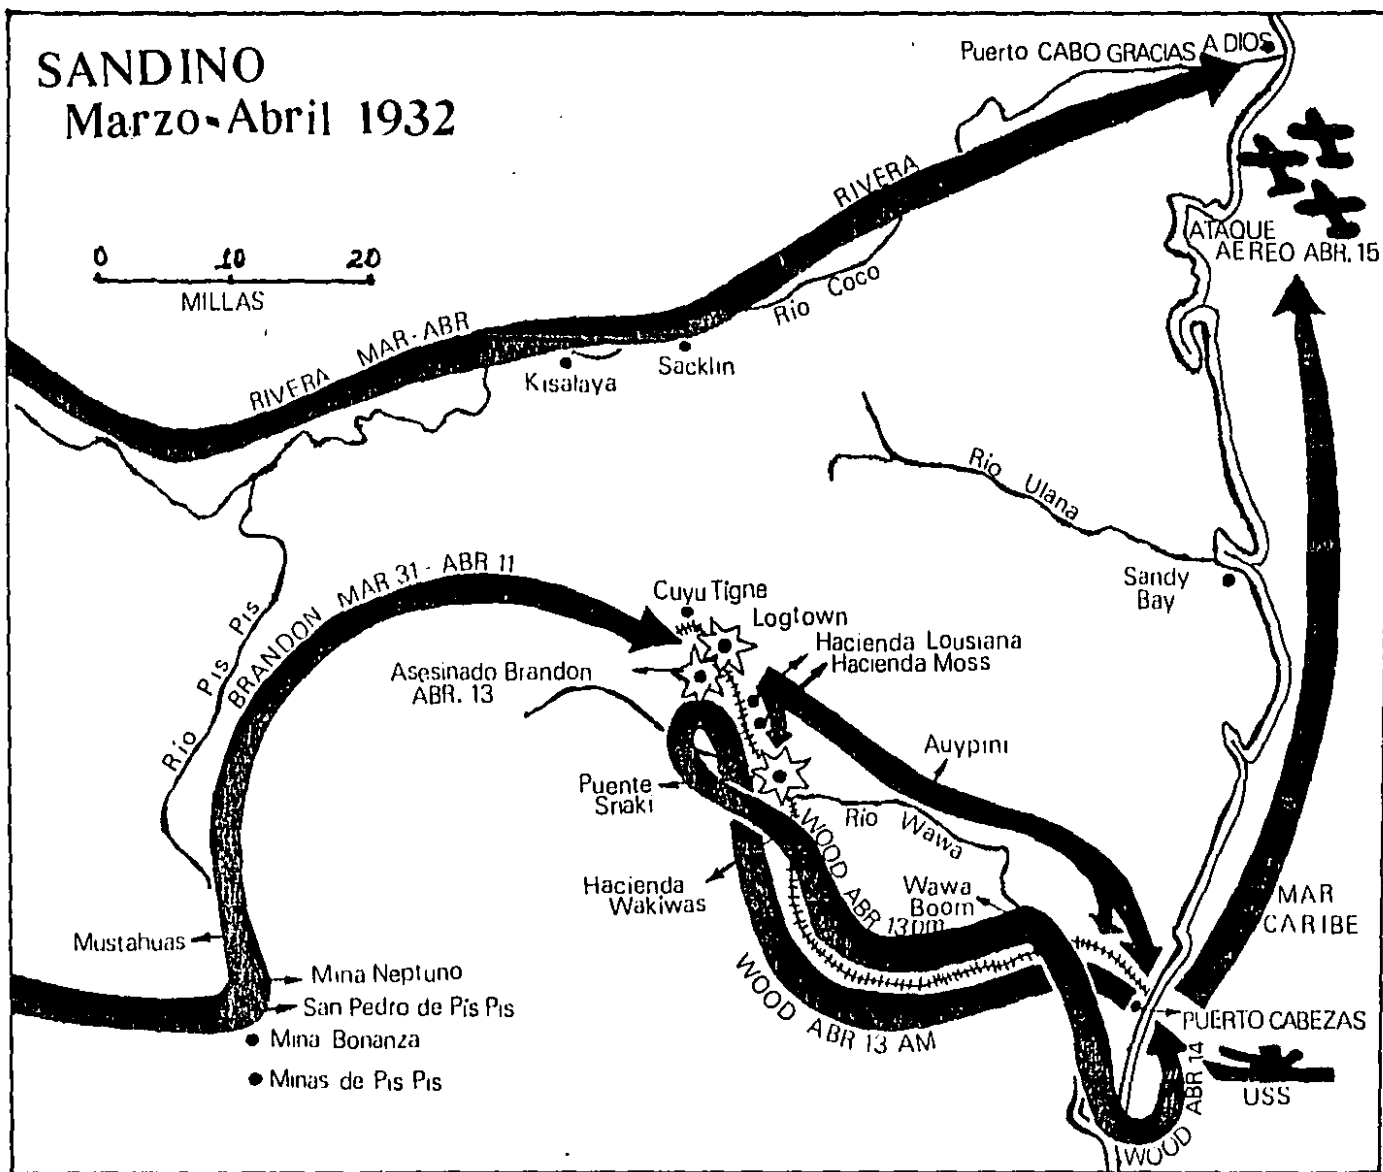 SANDINO
Marzo-Abril 1932
Puerto CABO GRACIAS A DIOS
0 10 20
MILLAS
RIVERA
RIVERA MAR-ABR
Río Coco
Kisalaya
Sacklin
ATAQUE
AEREO ABR. 15
Rio Ulana
Sandy
Bay
Río Pis Pis
BRANDON MAR 31 - ABR 11
Cuyu Tigne
Logtown
Hacienda Lousiana
Hacienda Moss
Asesinado Brandon
ABR. 13
Auypini
Puente
Snaki
Río Wawa
WOOD ABR 13pm
Hacienda
Wakiwas
Wawa
Boom
MAR
CARIBE
Mustahuas
Mina Neptuno
San Pedro de Pís Pis
Mina Bonanza
Minas de Pis Pis
WOOD ABR 13 AM
PUERTO CABEZAS
USS
WOOD ABR 14